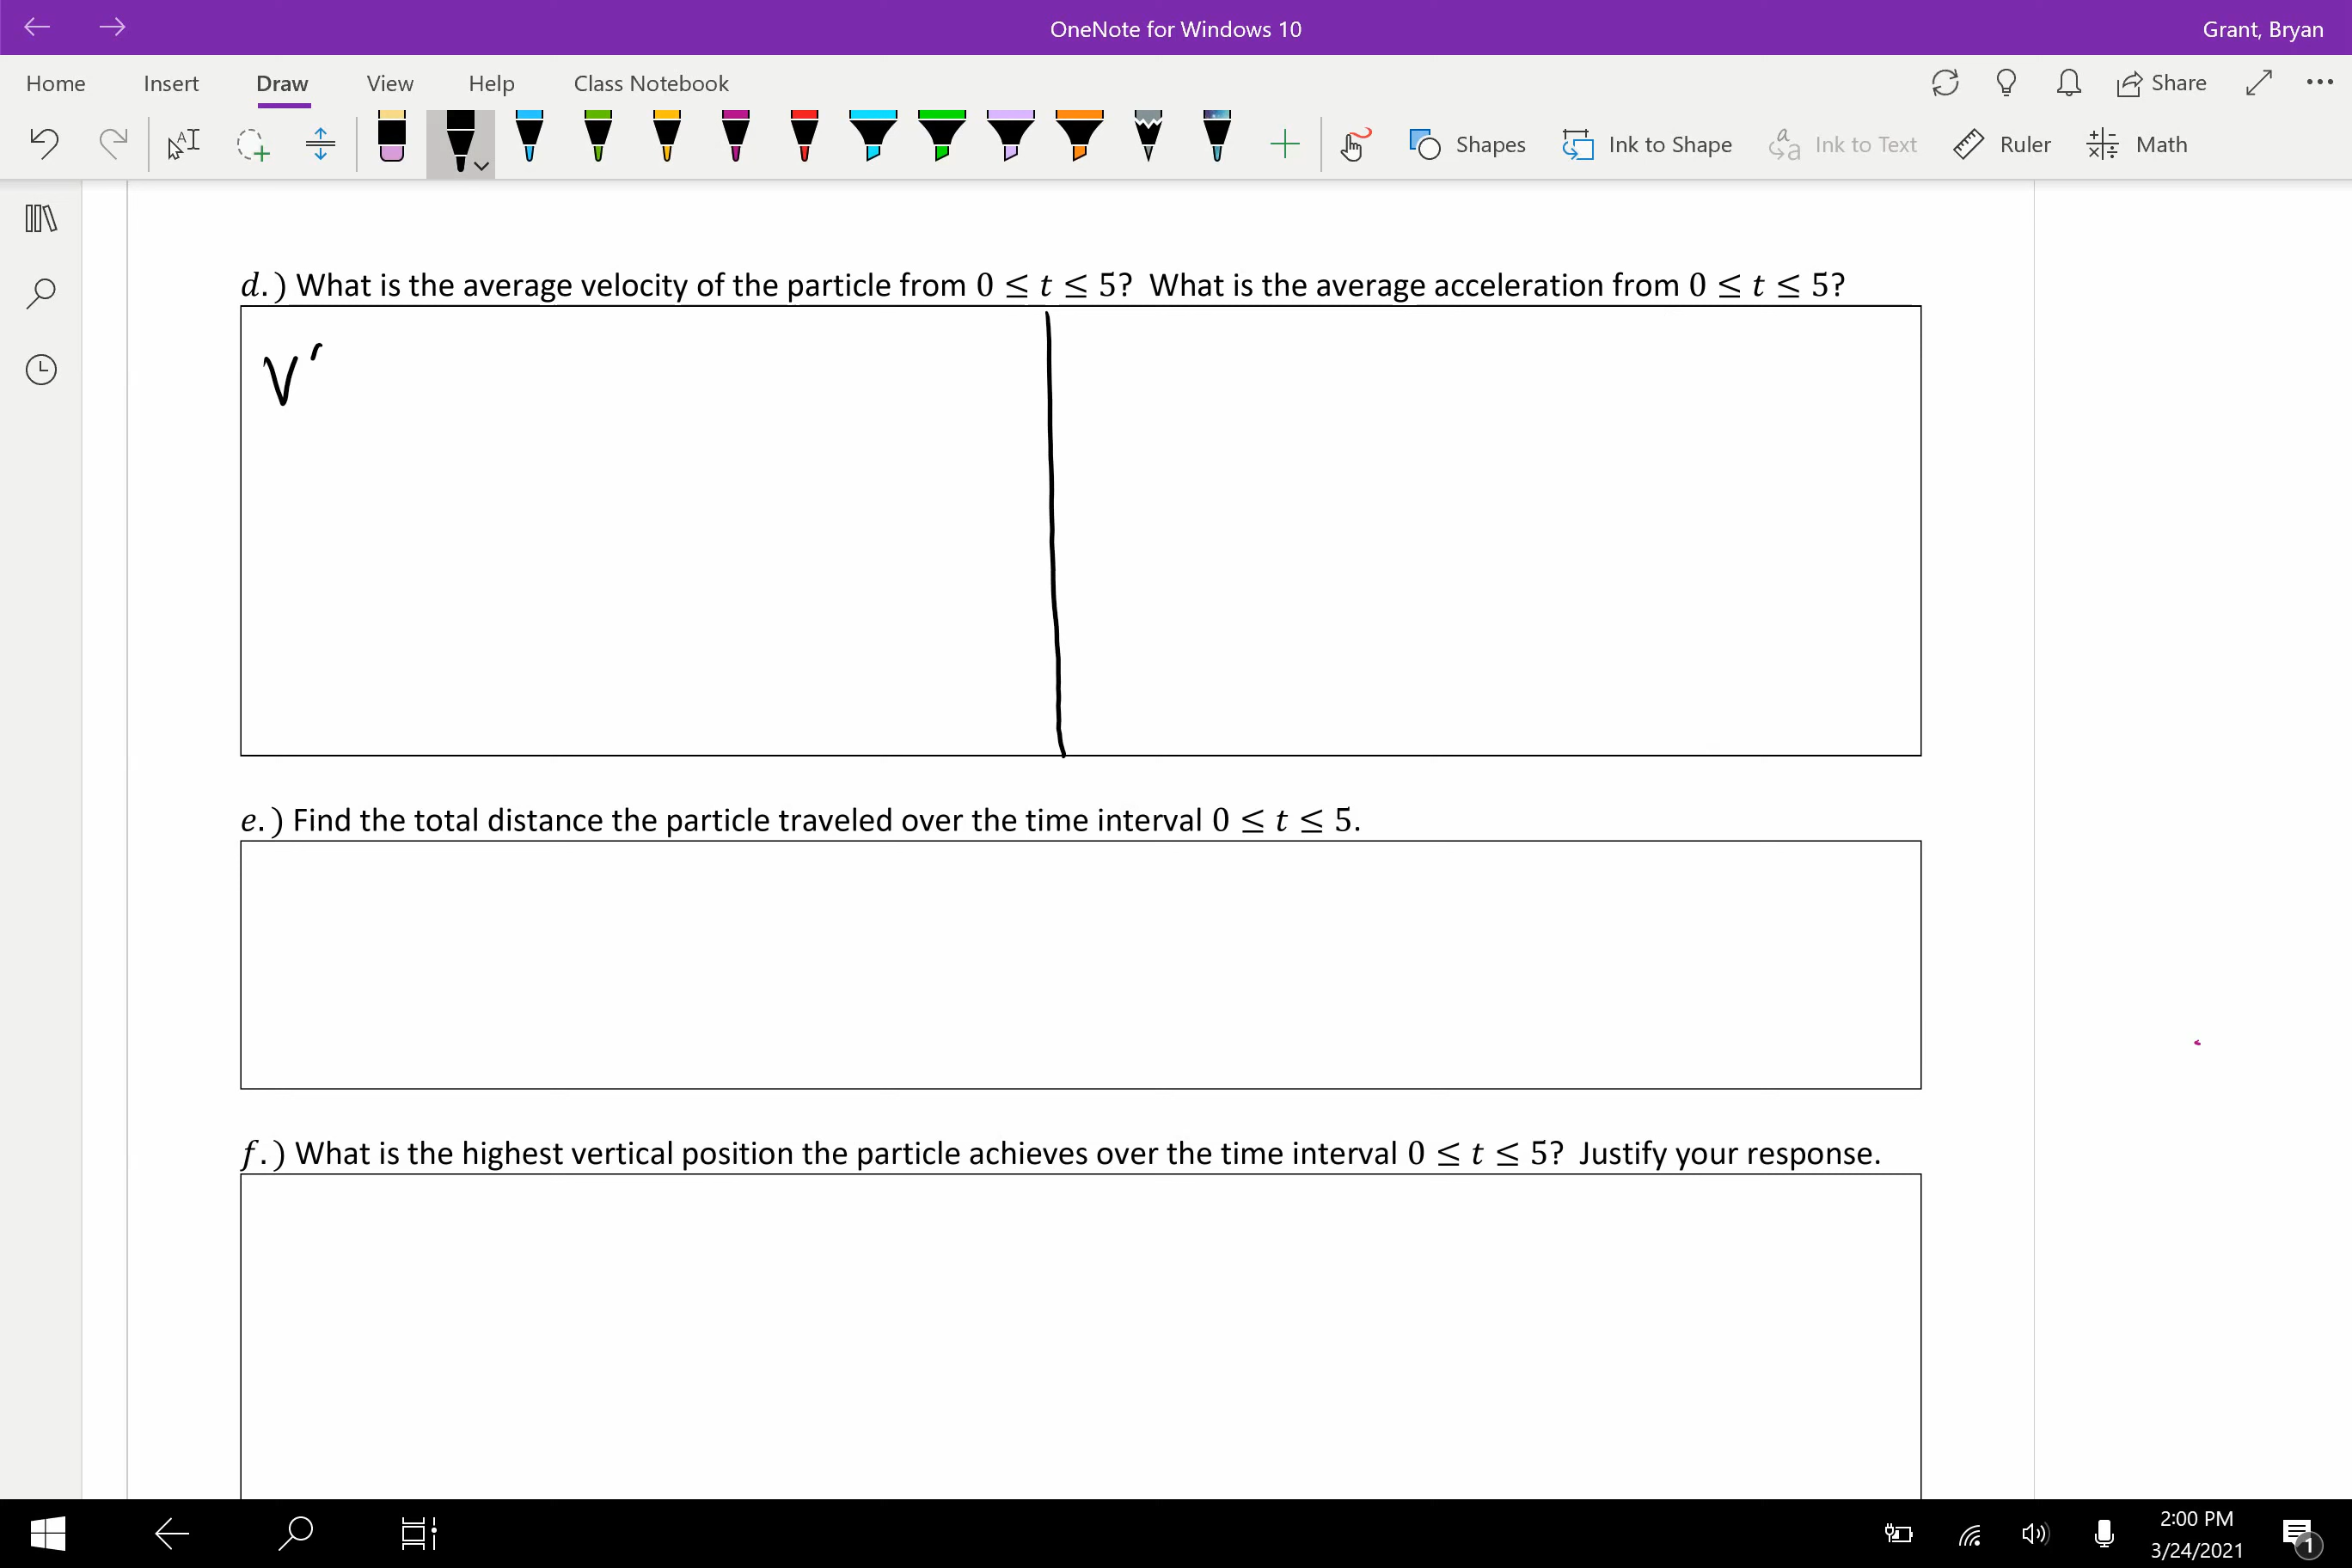 OneNote for Windows 10
Grant, Bryan
Home Insert Draw View Help Class Notebook Share
Shapes Ink to Shape Ink to Text Ruler Math
d.) What is the average velocity of the particle from 0 ≤ t ≤ 5? What is the average acceleration from 0 ≤ t ≤ 5?
V'
e.) Find the total distance the particle traveled over the time interval 0 ≤ t ≤ 5.
f.) What is the highest vertical position the particle achieves over the time interval 0 ≤ t ≤ 5? Justify your response.
2:00 PM
3/24/2021
1